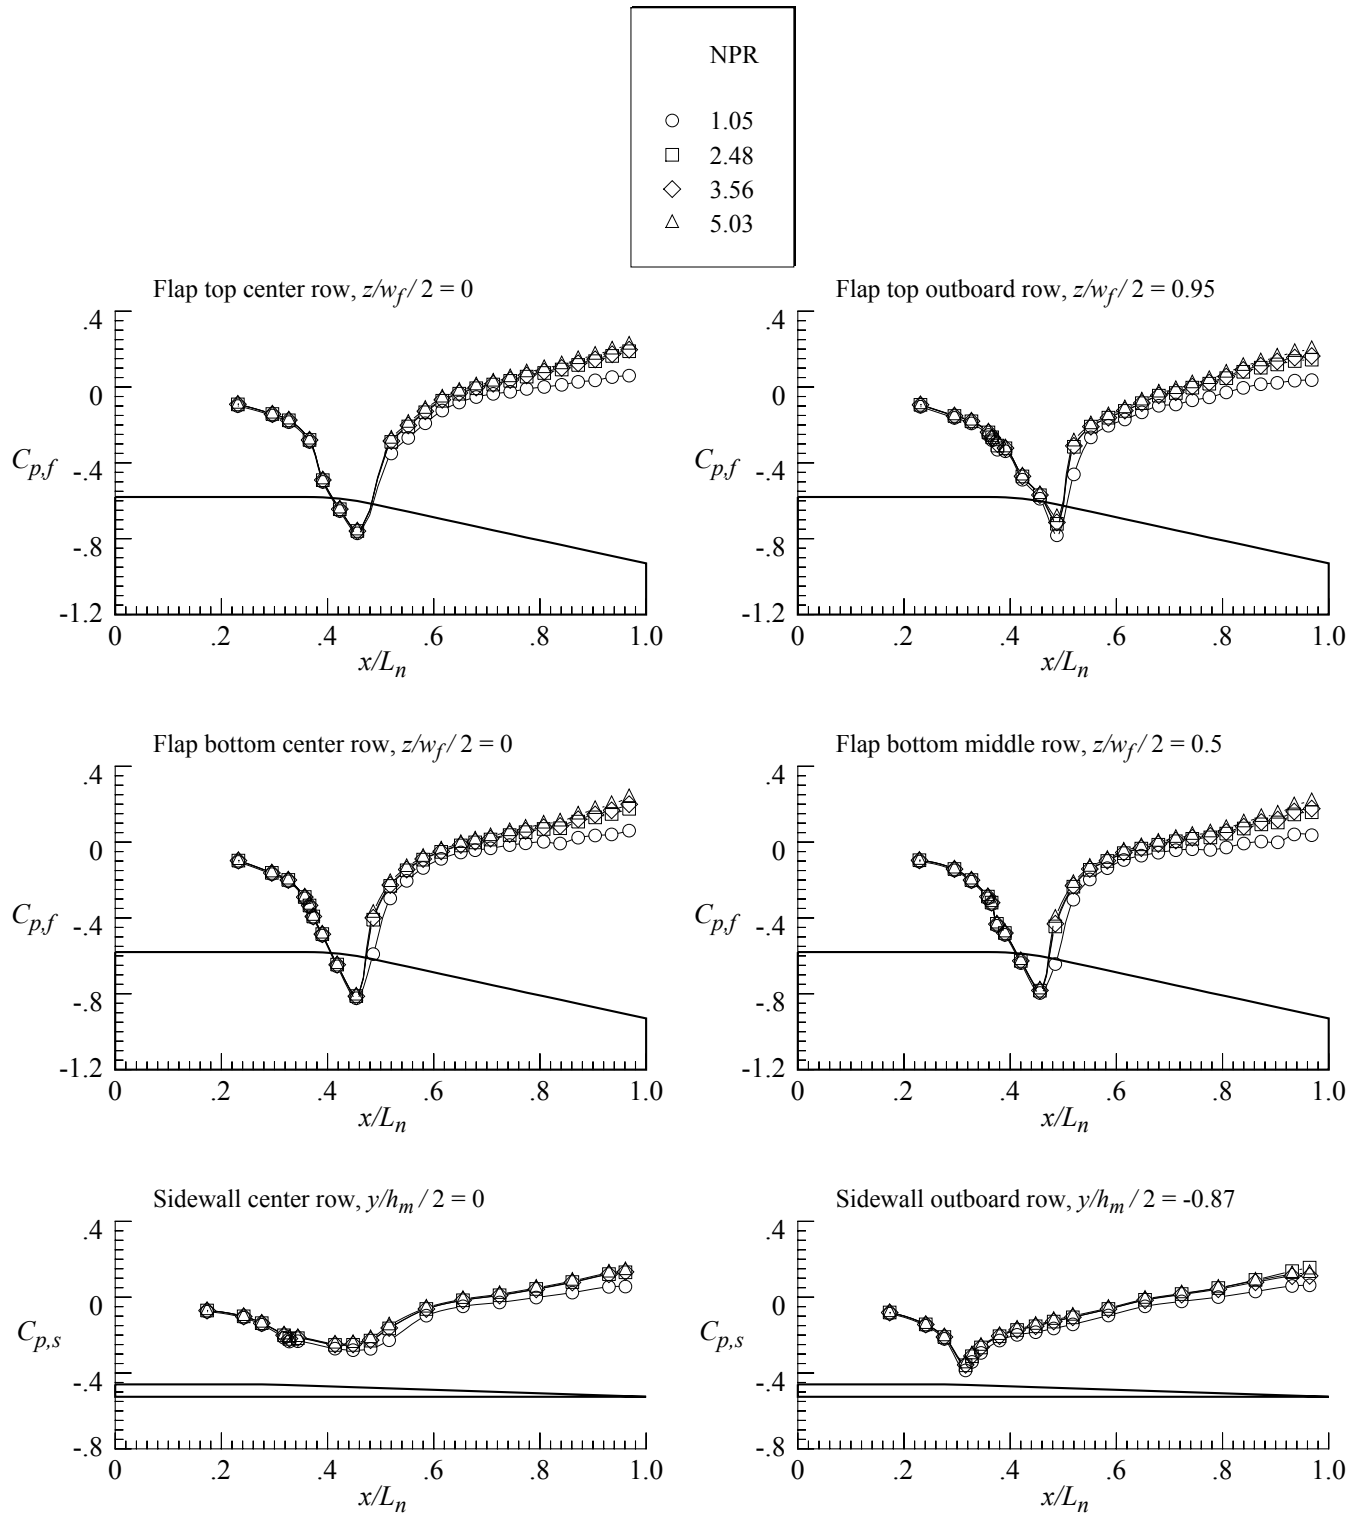 NPR
1.05
2.48
3.56
5.03
Flap top center row, z/w_f / 2 = 0
.4
0
-.4
-.8
-1.2
C_p,f
0 .2 .4 .6 .8 1.0
x/L_n
Flap top outboard row, z/w_f / 2 = 0.95
.4
0
-.4
-.8
-1.2
C_p,f
0 .2 .4 .6 .8 1.0
x/L_n
Flap bottom center row, z/w_f / 2 = 0
.4
0
-.4
-.8
-1.2
C_p,f
0 .2 .4 .6 .8 1.0
x/L_n
Flap bottom middle row, z/w_f / 2 = 0.5
.4
0
-.4
-.8
-1.2
C_p,f
0 .2 .4 .6 .8 1.0
x/L_n
Sidewall center row, y/h_m / 2 = 0
.4
0
-.4
-.8
C_p,s
0 .2 .4 .6 .8 1.0
x/L_n
Sidewall outboard row, y/h_m / 2 = -0.87
.4
0
-.4
-.8
C_p,s
0 .2 .4 .6 .8 1.0
x/L_n